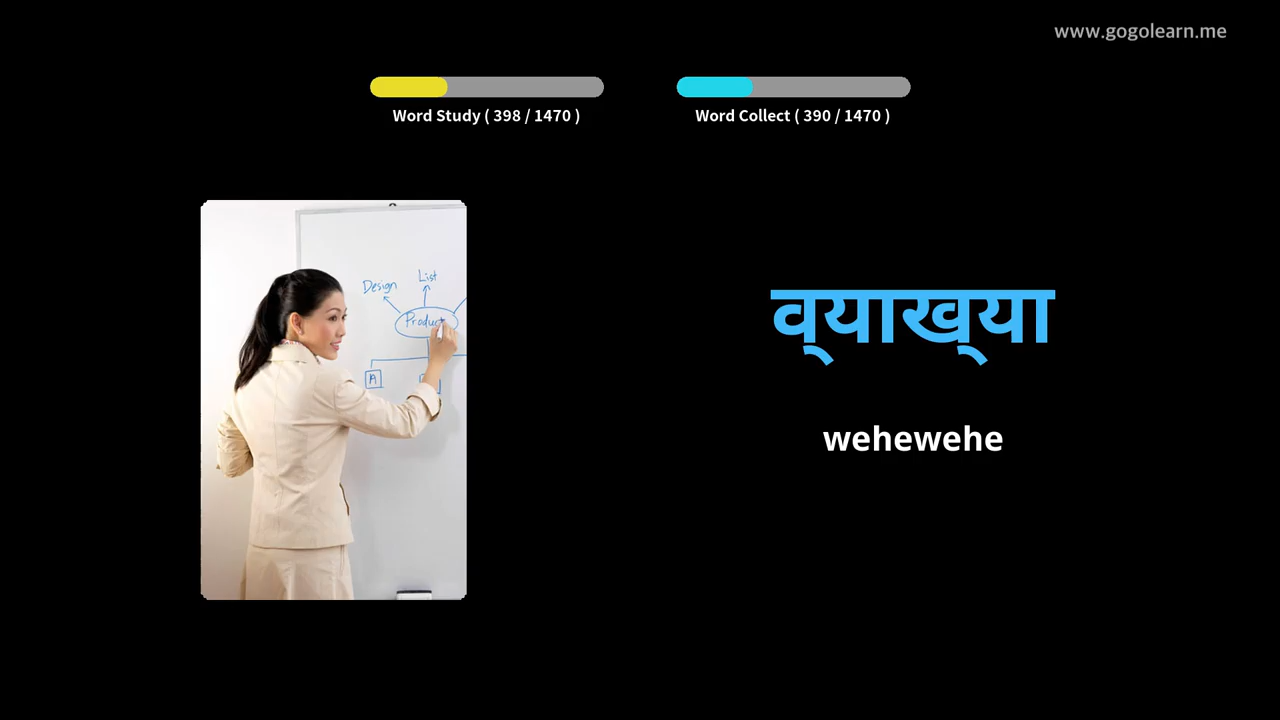 www.gogolearn.me
Word Study ( 398 / 1470 )
Word Collect ( 390 / 1470 )
Design
List
Product
A
व्याख्या
wehewehe